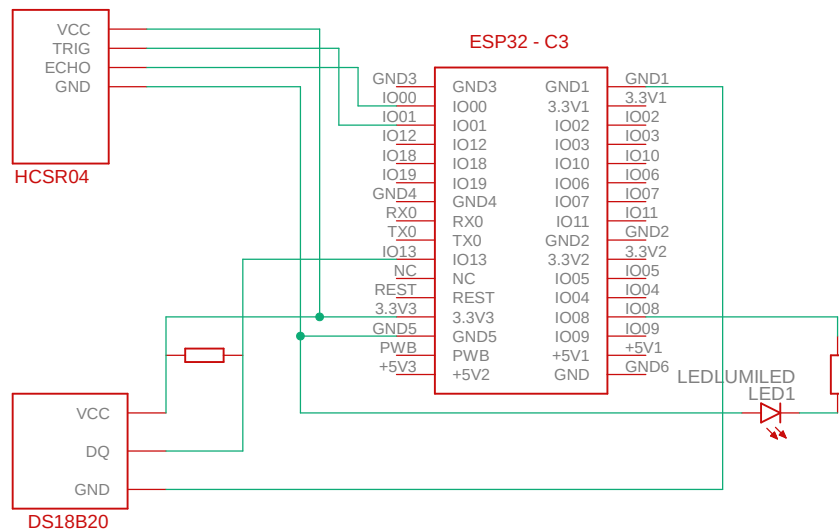 VCC
TRIG
ECHO
GND
HCSR04
ESP32 - C3
GND3
IO00
IO01
IO12
IO18
IO19
GND4
RX0
TX0
IO13
NC
REST
3.3V3
GND5
PWB
+5V3
GND3
IO00
IO01
IO12
IO18
IO19
GND4
RX0
TX0
IO13
NC
REST
3.3V3
GND5
PWB
+5V2
GND1
3.3V1
IO02
IO03
IO10
IO06
IO07
IO11
GND2
3.3V2
IO05
IO04
IO08
IO09
+5V1
GND
GND1
3.3V1
IO02
IO03
IO10
IO06
IO07
IO11
GND2
3.3V2
IO05
IO04
IO08
IO09
+5V1
GND6
LEDLUMILED
LED1
VCC
DQ
GND
DS18B20